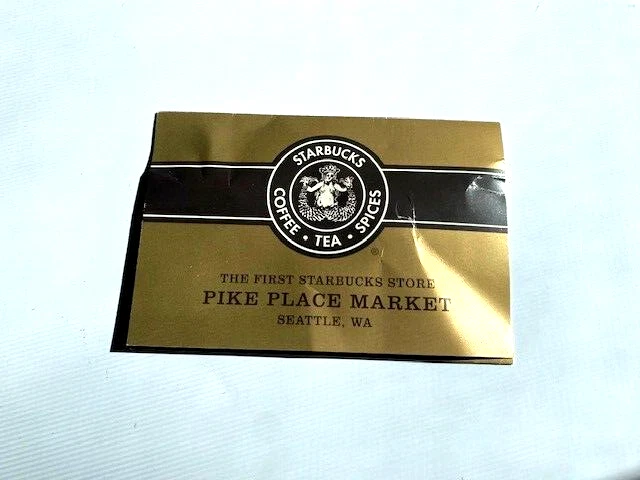 STARBUCKS
COFFEE • TEA • SPICES
®
THE FIRST STARBUCKS STORE
PIKE PLACE MARKET
SEATTLE, WA